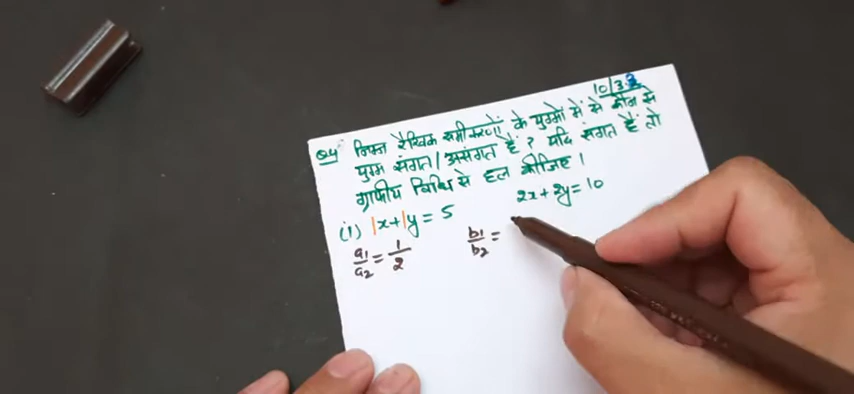 10/3.2
Q4 निम्न रैखिक समीकरणों के युग्मों में से कौन से
युग्म संगत/असंगत हैं? यदि संगत हैं तो
ग्राफीय विधि से हल कीजिए।
(i) 1x+1y=5 2x+2y=10
a₁/a₂ = 1/2 b₁/b₂ =